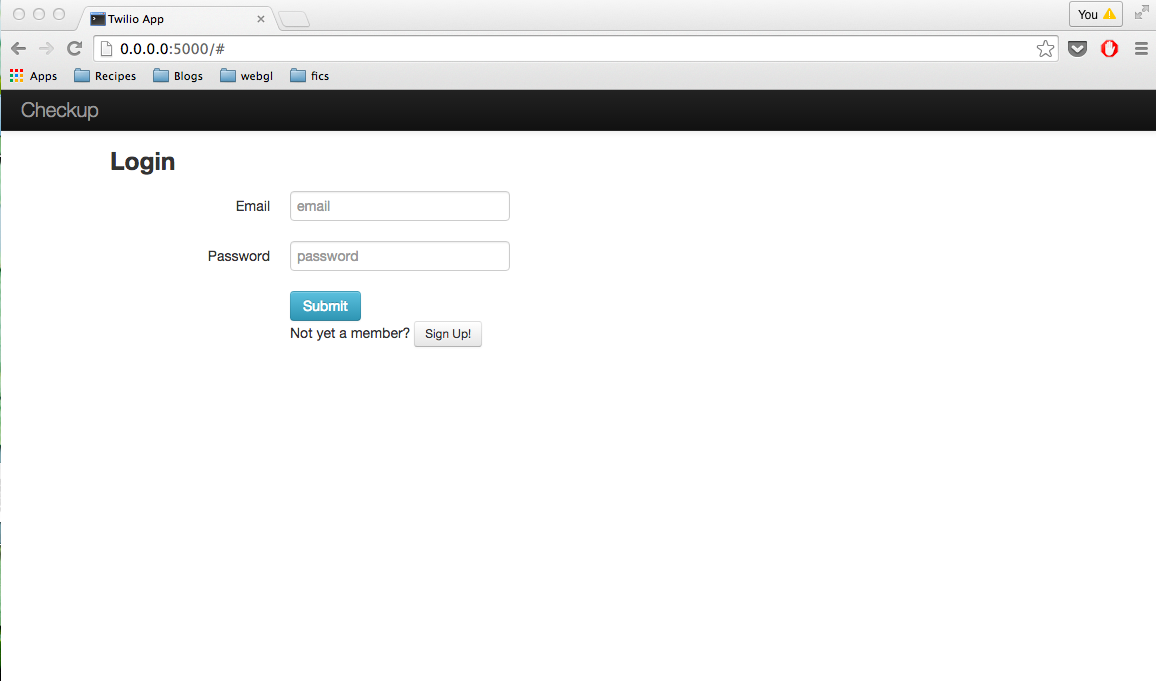 Twilio App
You
0.0.0.0:5000/#
Apps Recipes Blogs webgl fics
Checkup
Login
Email email
Password password
Submit
Not yet a member? Sign Up!